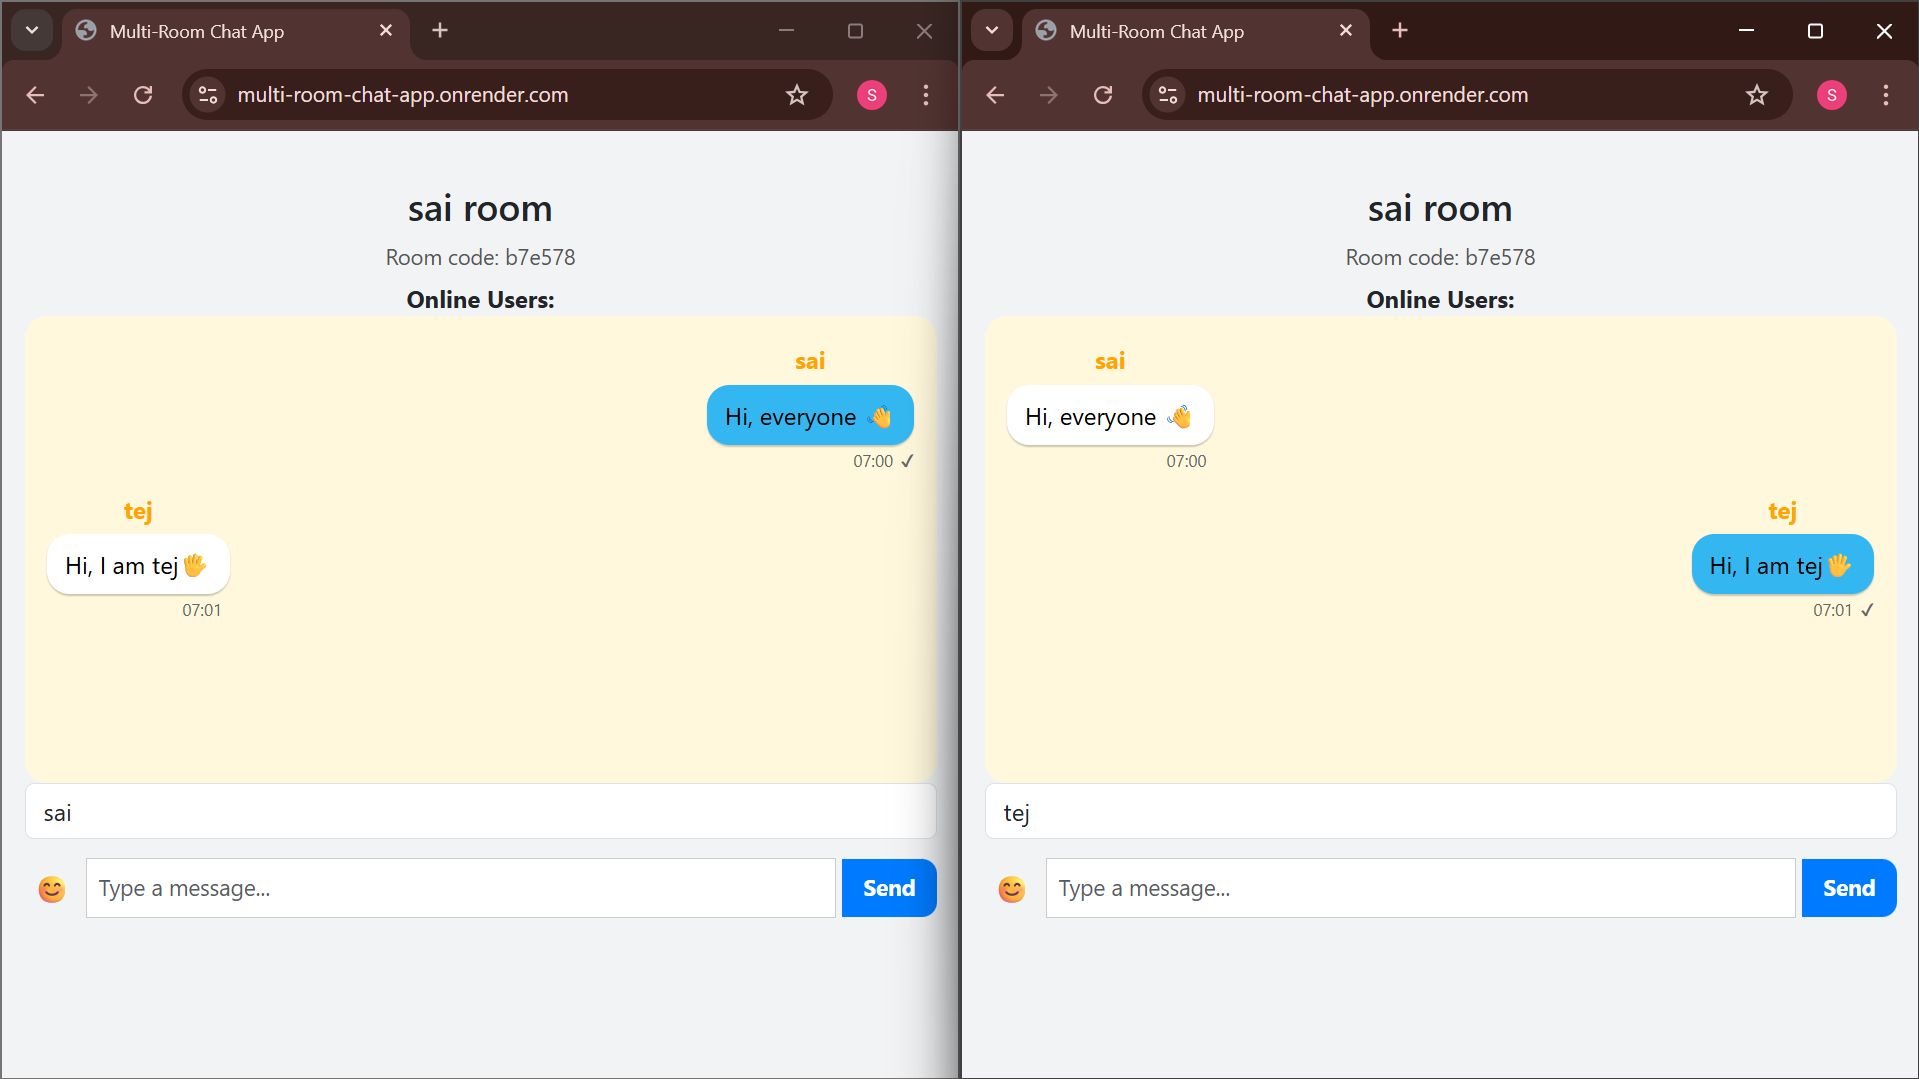 Multi-Room Chat App
multi-room-chat-app.onrender.com
S
sai room
Room code: b7e578
Online Users:
sai
Hi, everyone 👋
07:00 ✓
tej
Hi, I am tej🖐
07:01
sai
😊 Type a message... Send
Multi-Room Chat App
multi-room-chat-app.onrender.com
S
sai room
Room code: b7e578
Online Users:
sai
Hi, everyone 👋
07:00
tej
Hi, I am tej🖐
07:01 ✓
tej
😊 Type a message... Send